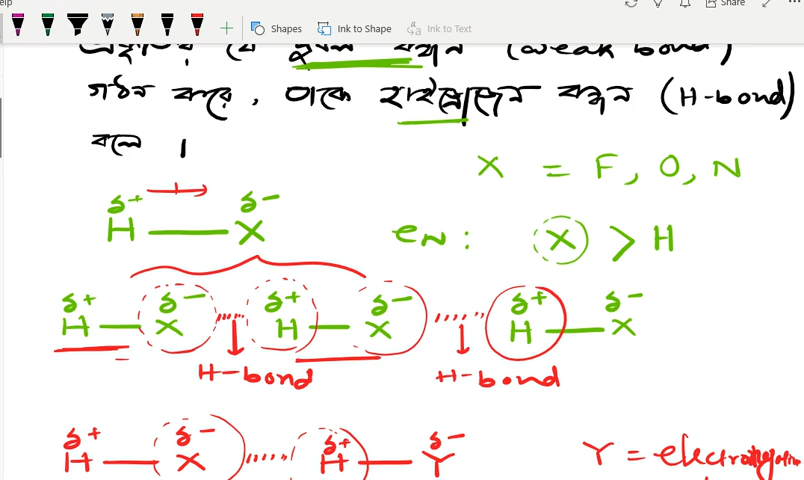 elp
Share
Shapes
Ink to Shape
Ink to Text
যে দুর্বল বন্ধন (weak bond)
গঠন করে, তাকে হাইড্রোজেন বন্ধন (H-bond)
বলে।
X = F, O, N
δ+ δ-
H — X
eN: X > H
δ+ δ- δ+ δ- δ+ δ-
H — X ..... H — X ...... H — X
H-bond H-bond
δ+ δ- δ+ δ-
H — X ...... H — Y
Y =